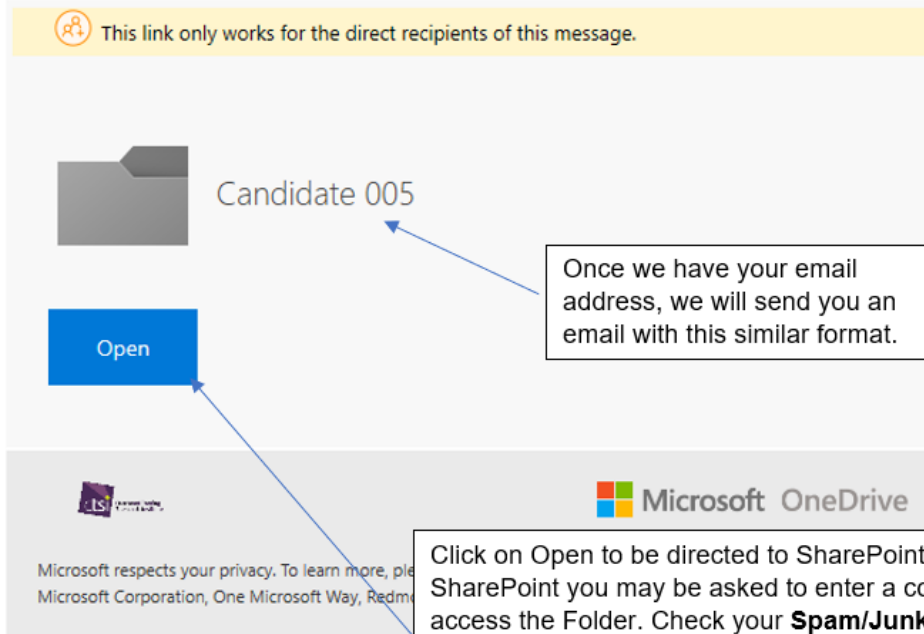 This link only works for the direct recipients of this message.
Candidate 005
Once we have your email
address, we will send you an
email with this similar format.
Open
ctsi
Microsoft OneDrive
Click on Open to be directed to SharePoint
Microsoft respects your privacy. To learn more, ple
SharePoint you may be asked to enter a co
Microsoft Corporation, One Microsoft Way, Redm
access the Folder. Check your Spam/Junk